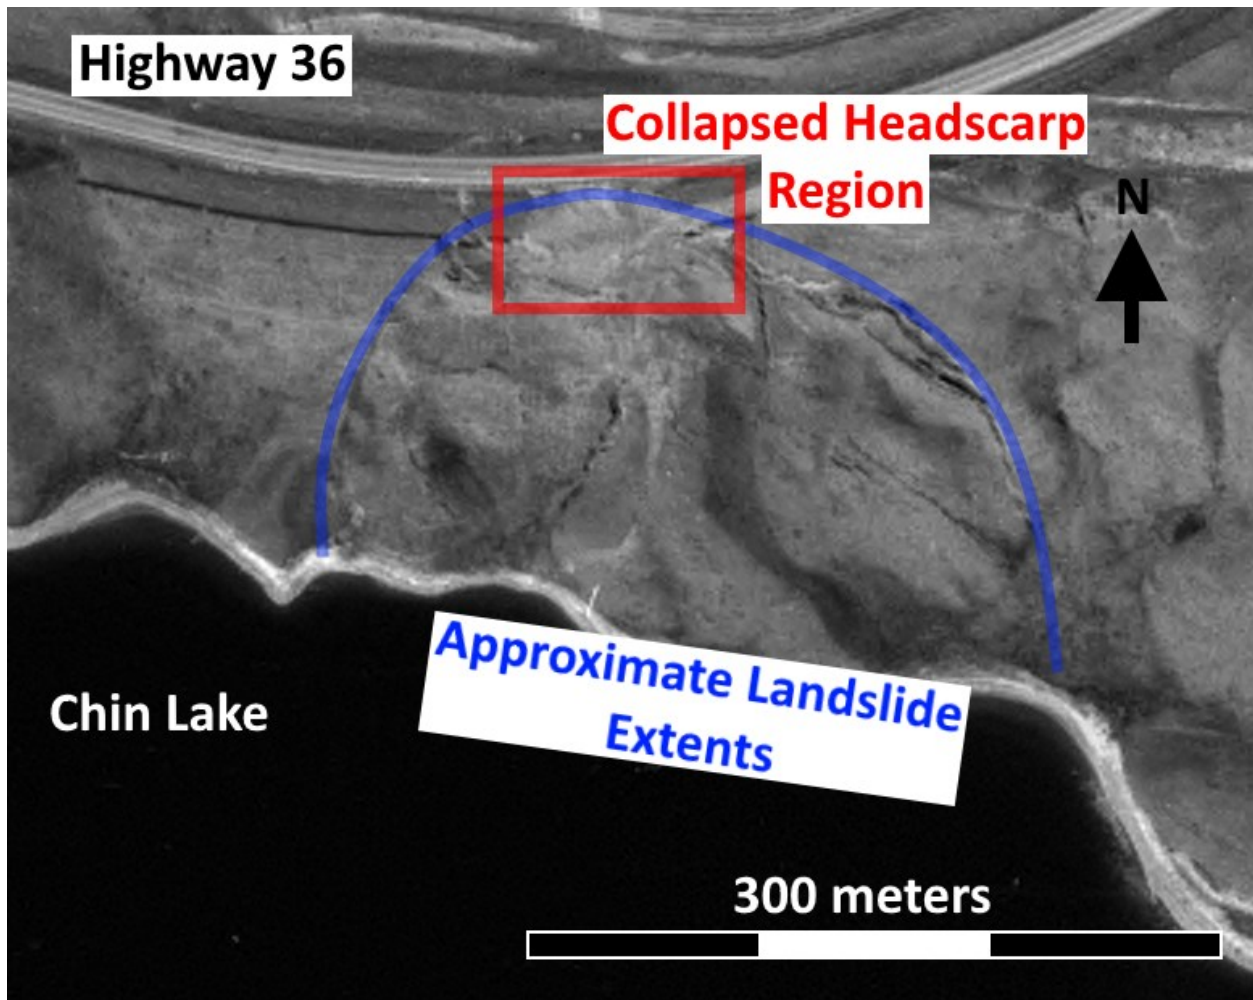 Highway 36
Collapsed Headscarp
Region
N
Approximate Landslide
Extents
Chin Lake
300 meters